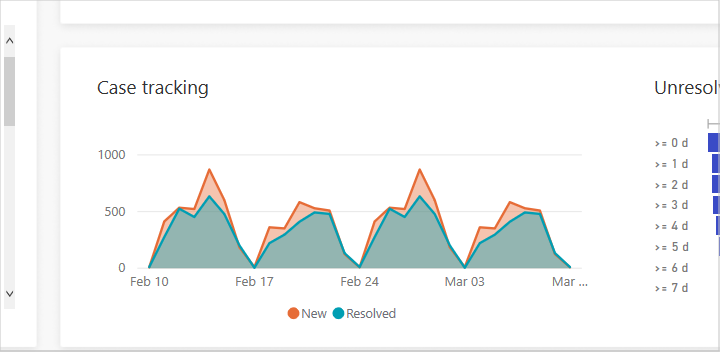 Case tracking
1000
500
0
Feb 10 Feb 17 Feb 24 Mar 03 Mar ...
New Resolved
Unresolv
>= 0 d
>= 1 d
>= 2 d
>= 3 d
>= 4 d
>= 5 d
>= 6 d
>= 7 d